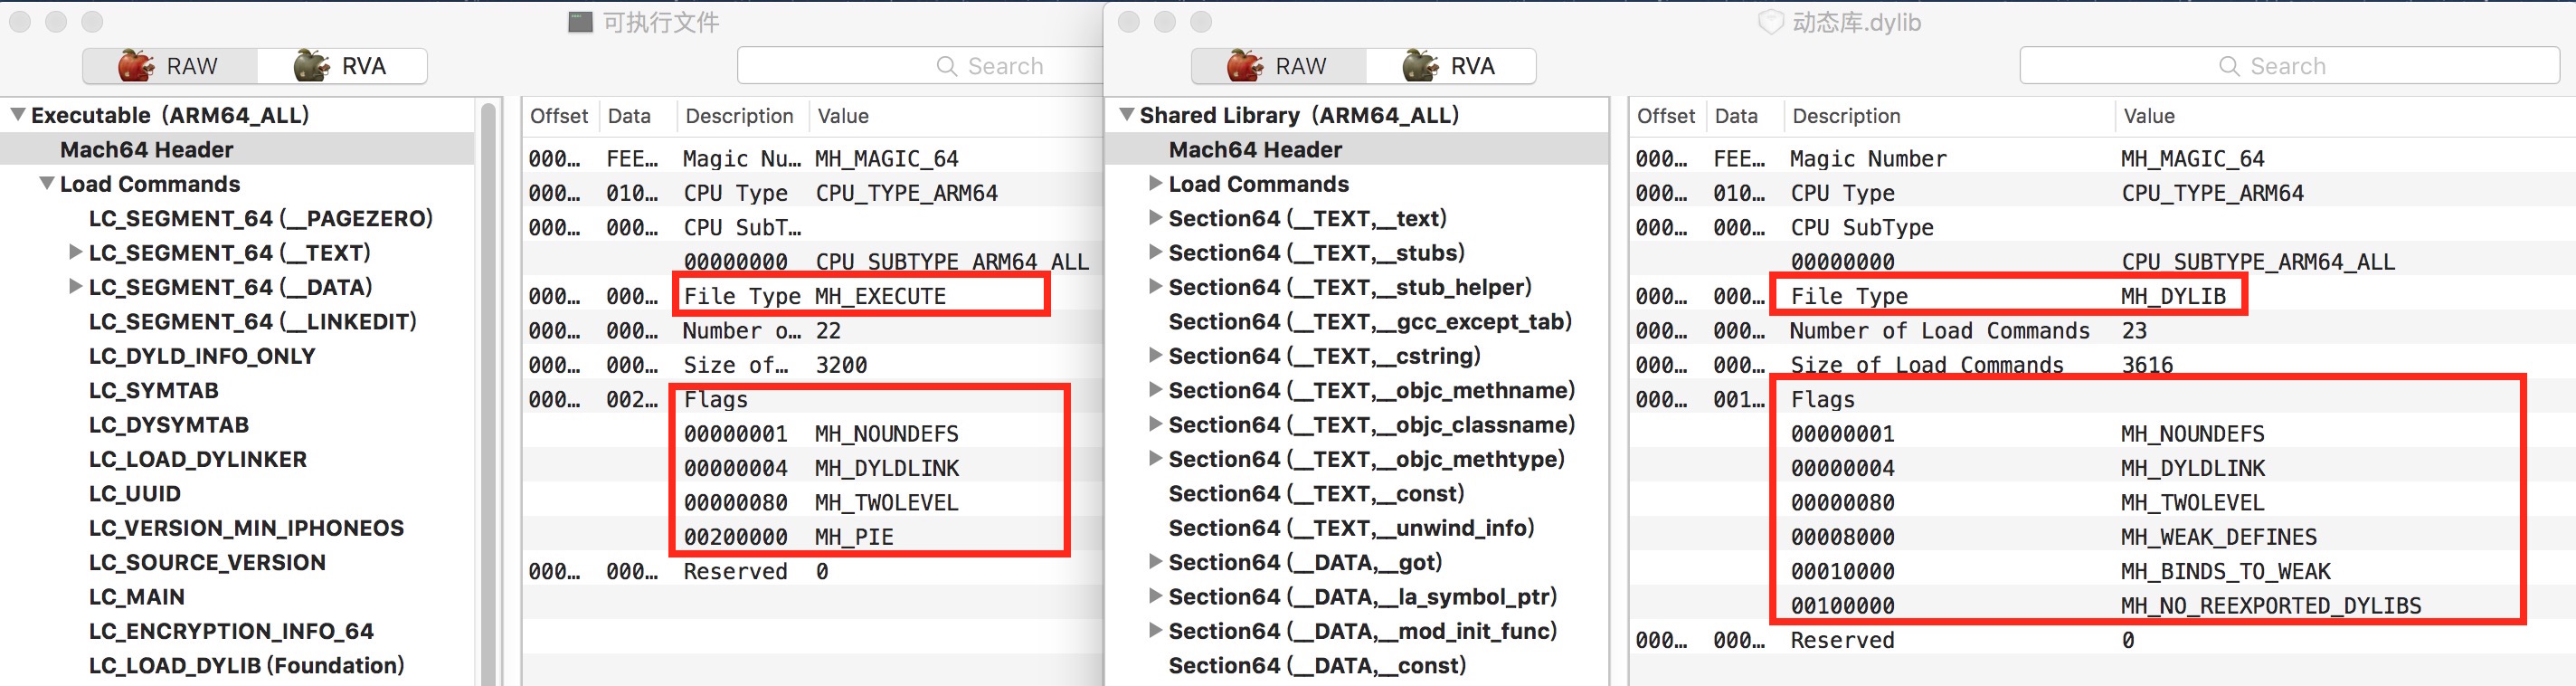 可执行文件
RAW RVA
Search
Executable (ARM64_ALL)
Mach64 Header
Load Commands
LC_SEGMENT_64 (__PAGEZERO)
LC_SEGMENT_64 (__TEXT)
LC_SEGMENT_64 (__DATA)
LC_SEGMENT_64 (__LINKEDIT)
LC_DYLD_INFO_ONLY
LC_SYMTAB
LC_DYSYMTAB
LC_LOAD_DYLINKER
LC_UUID
LC_VERSION_MIN_IPHONEOS
LC_SOURCE_VERSION
LC_MAIN
LC_ENCRYPTION_INFO_64
LC_LOAD_DYLIB (Foundation)
Offset Data Description Value
000… FEE… Magic Nu… MH_MAGIC_64
000… 010… CPU Type CPU_TYPE_ARM64
000… 000… CPU SubT…
00000000 CPU_SUBTYPE_ARM64_ALL
000… 000… File Type MH_EXECUTE
000… 000… Number o… 22
000… 000… Size of… 3200
000… 002… Flags
00000001 MH_NOUNDEFS
00000004 MH_DYLDLINK
00000080 MH_TWOLEVEL
00200000 MH_PIE
000… 000… Reserved 0
动态库.dylib
RAW RVA
Search
Shared Library (ARM64_ALL)
Mach64 Header
Load Commands
Section64 (__TEXT,__text)
Section64 (__TEXT,__stubs)
Section64 (__TEXT,__stub_helper)
Section64 (__TEXT,__gcc_except_tab)
Section64 (__TEXT,__cstring)
Section64 (__TEXT,__objc_methname)
Section64 (__TEXT,__objc_classname)
Section64 (__TEXT,__objc_methtype)
Section64 (__TEXT,__const)
Section64 (__TEXT,__unwind_info)
Section64 (__DATA,__got)
Section64 (__DATA,__la_symbol_ptr)
Section64 (__DATA,__mod_init_func)
Section64 (__DATA,__const)
Offset Data Description Value
000… FEE… Magic Number MH_MAGIC_64
000… 010… CPU Type CPU_TYPE_ARM64
000… 000… CPU SubType
00000000 CPU_SUBTYPE_ARM64_ALL
000… 000… File Type MH_DYLIB
000… 000… Number of Load Commands 23
000… 000… Size of Load Commands 3616
000… 001… Flags
00000001 MH_NOUNDEFS
00000004 MH_DYLDLINK
00000080 MH_TWOLEVEL
00008000 MH_WEAK_DEFINES
00010000 MH_BINDS_TO_WEAK
00100000 MH_NO_REEXPORTED_DYLIBS
000… 000… Reserved 0